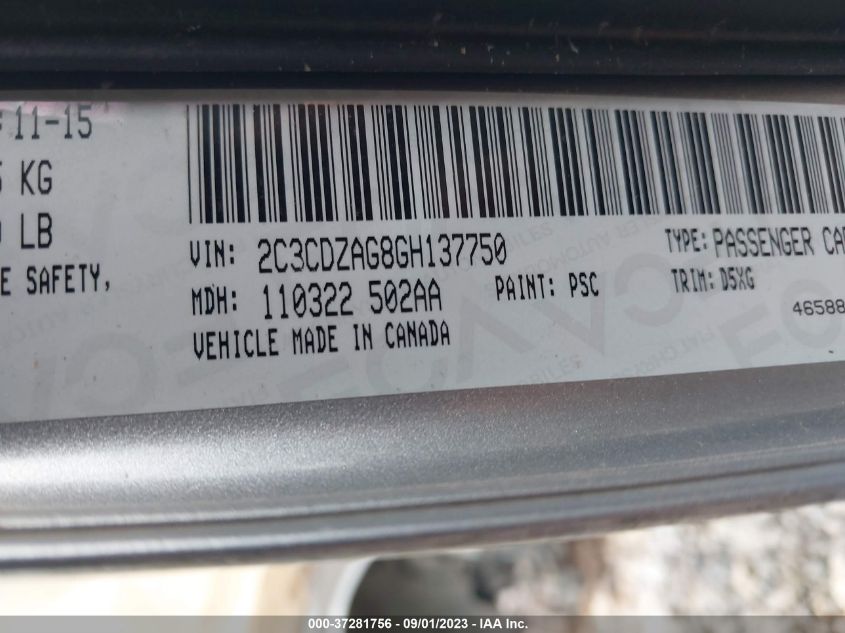 11-15
KG
LB
E SAFETY,
VIN: 2C3CDZAG8GH137750
MDH: 110322 502AA
PAINT: PSC
VEHICLE MADE IN CANADA
TYPE: PASSENGER CAR
TRIM: D5XG
46588
000-37281756 - 09/01/2023 - IAA Inc.